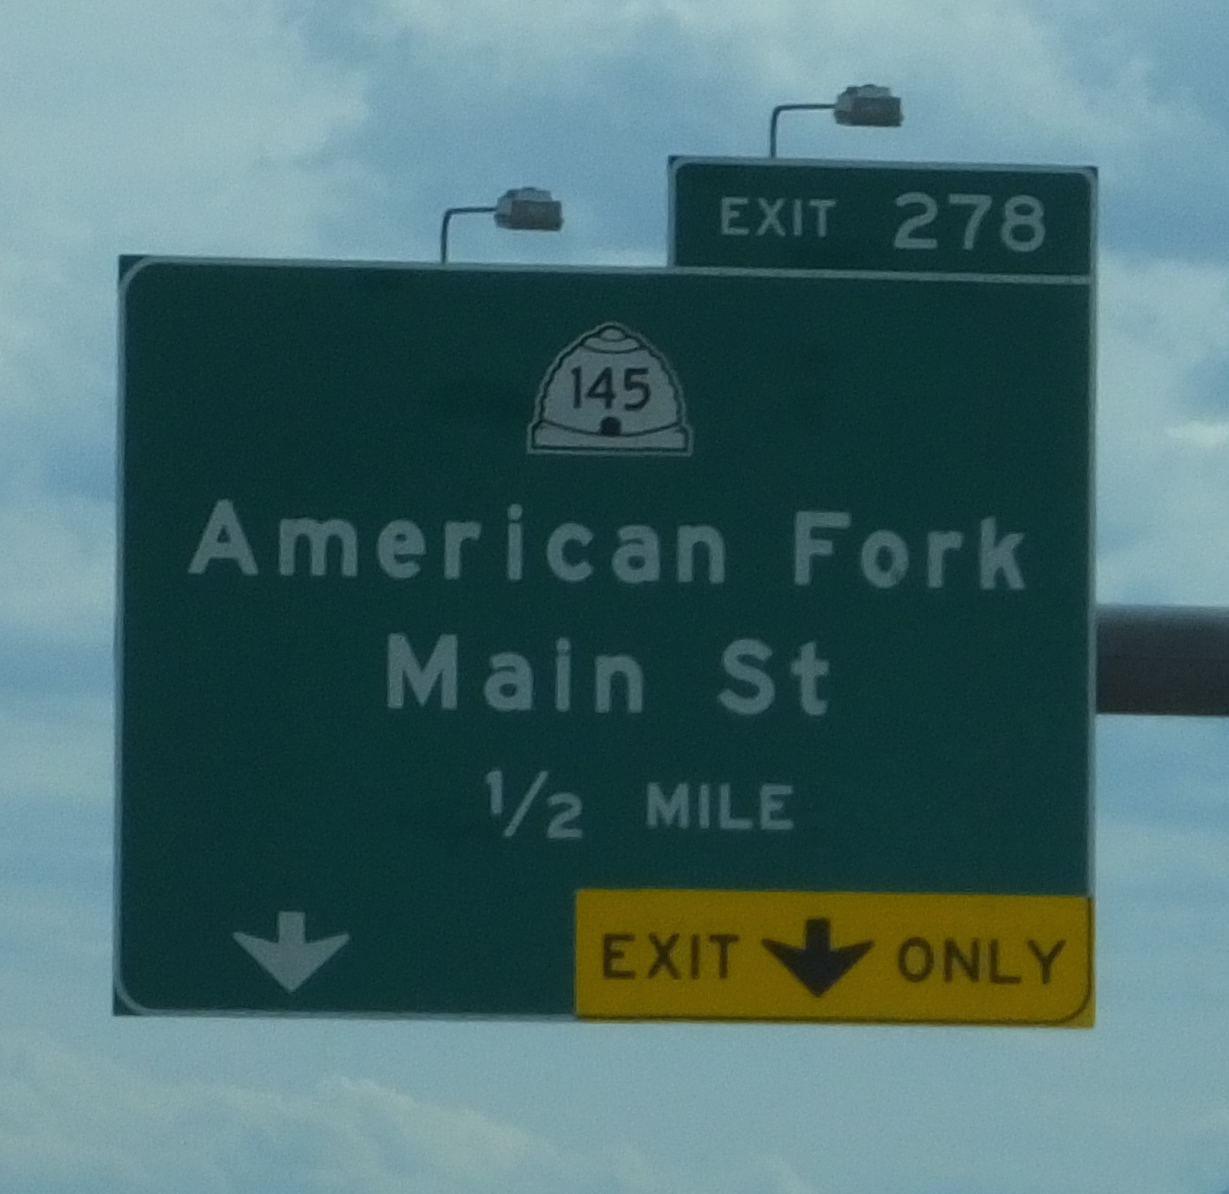 EXIT 278
145
American Fork
Main St
1/2 MILE
EXIT ONLY